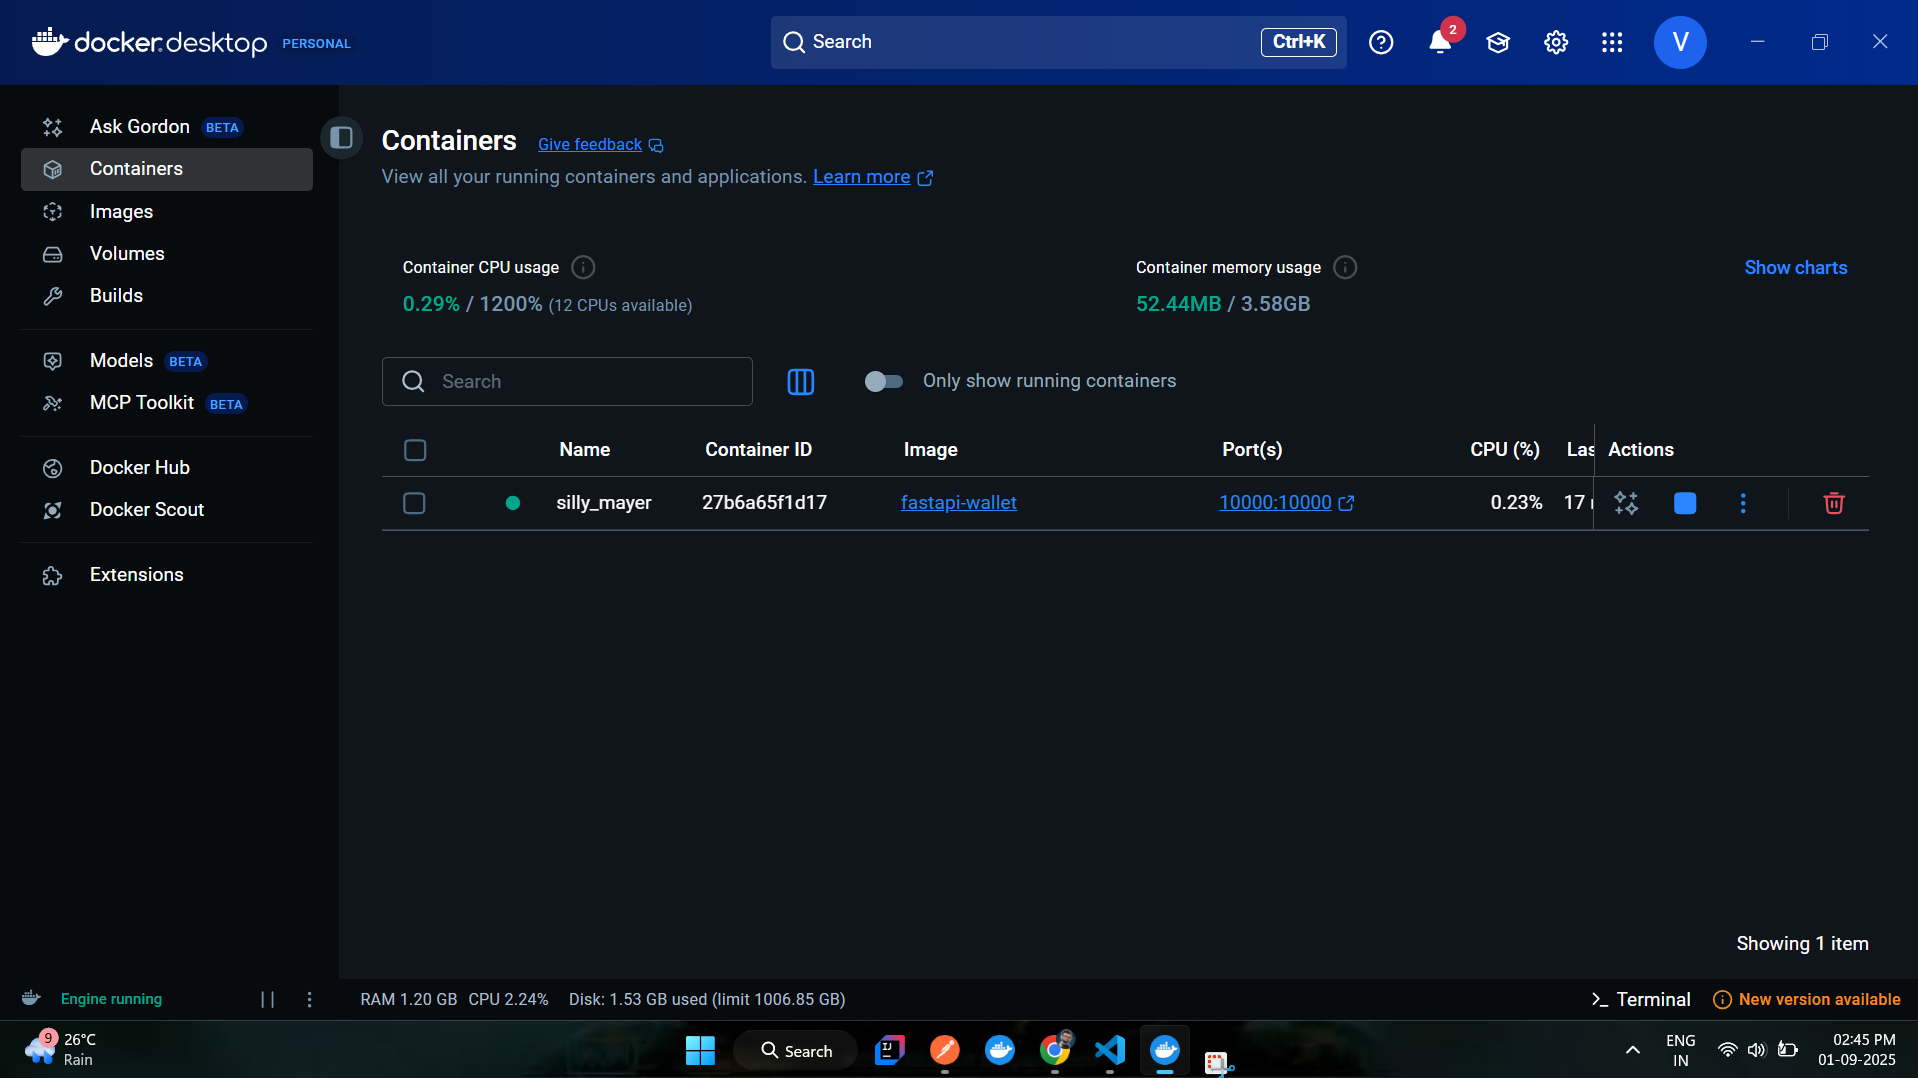 docker.desktop PERSONAL
Search Ctrl+K
2
V
Ask Gordon BETA
Containers
Images
Volumes
Builds
Models BETA
MCP Toolkit BETA
Docker Hub
Docker Scout
Extensions
Containers Give feedback
View all your running containers and applications. Learn more
Container CPU usage
0.29% / 1200% (12 CPUs available)
Container memory usage
52.44MB / 3.58GB
Show charts
Search
Only show running containers
Name Container ID Image Port(s) CPU (%) Las Actions
silly_mayer 27b6a65f1d17 fastapi-wallet 10000:10000 0.23% 17
Showing 1 item
Engine running
RAM 1.20 GB CPU 2.24% Disk: 1.53 GB used (limit 1006.85 GB)
>_ Terminal
New version available
9
26°C
Rain
Search
IJ
ENG
IN
02:45 PM
01-09-2025